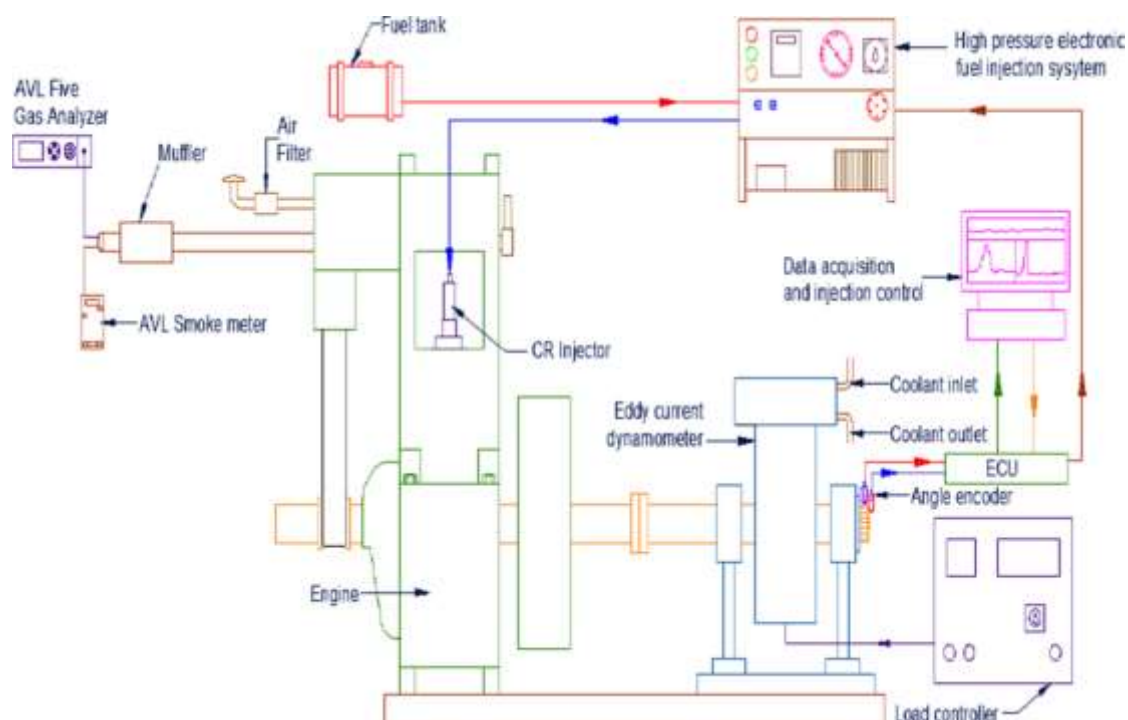 Fuel tank
High pressure electronic
fuel injection sysytem
AVL Five
Gas Analyzer
Air
Filter
Muffler
Data acquisition
and injection control
AVL Smoke meter
CR Injector
Coolant inlet
Eddy current
dynamometer
Coolant outlet
ECU
Angle encoder
Engine
Load controller